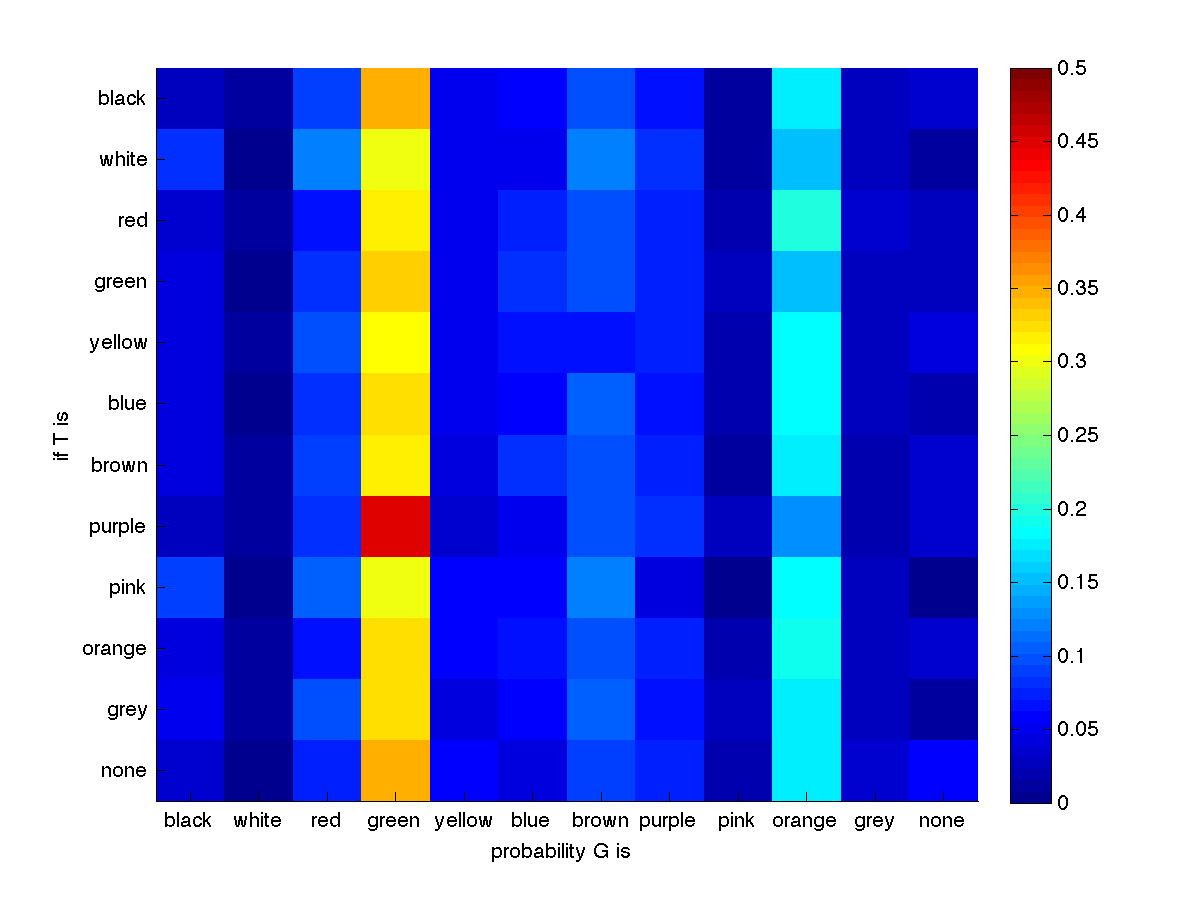 black
white
red
green
yellow
blue
brown
purple
pink
orange
grey
none
if T is
black white red green yellow blue brown purple pink orange grey none
probability G is
0.5
0.45
0.4
0.35
0.3
0.25
0.2
0.15
0.1
0.05
0